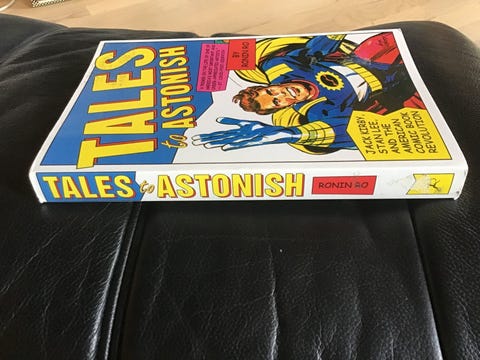 TALES
to ASTONISH
BY
RONIN RO
JACK KIRBY,
STAN LEE,
AND THE
AMERICAN
COMIC BOOK
REVOLUTION
TALES to ASTONISH RONIN RO